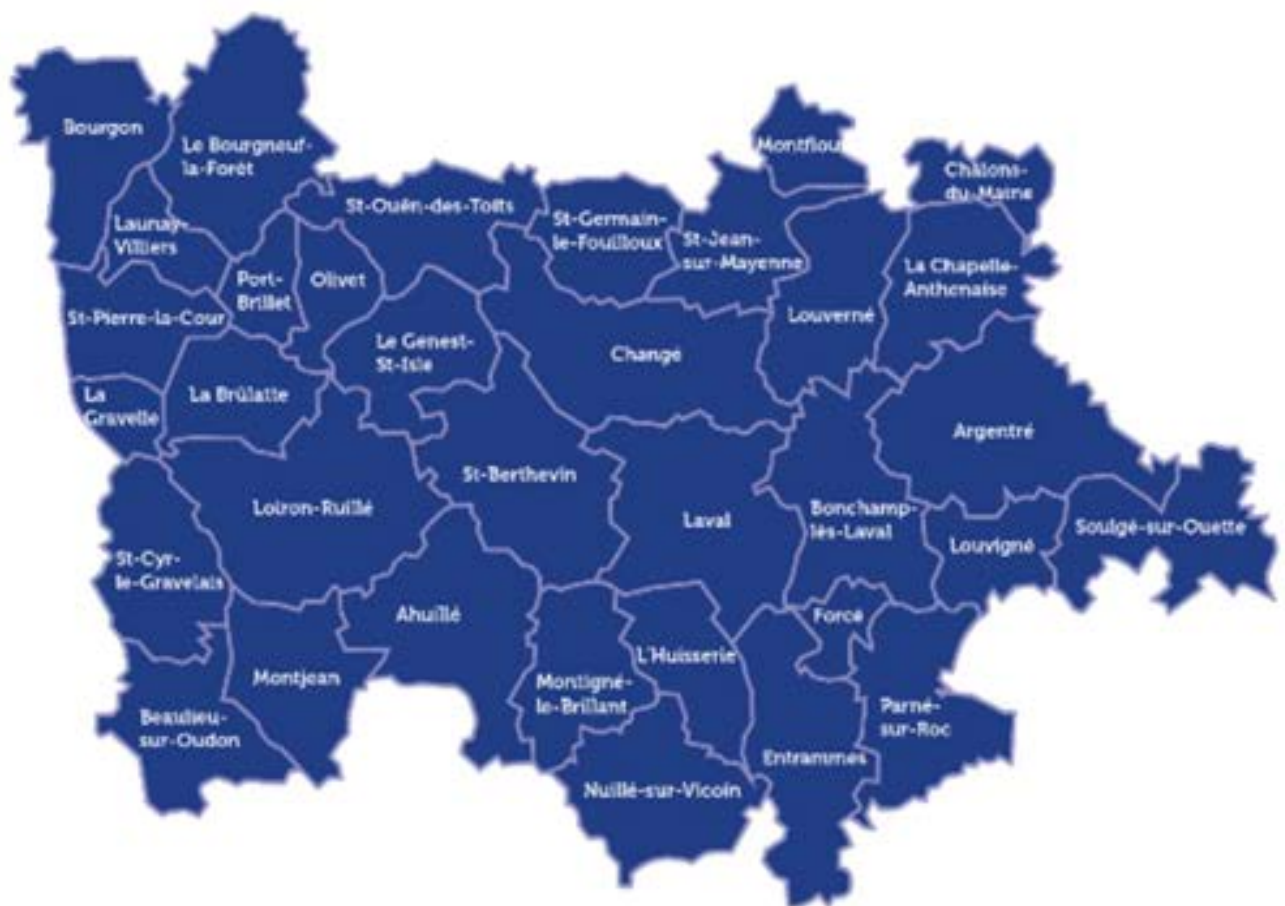 Bourgon
Le Bourgneuf-
la-Forêt
Montflour
Châlons-
du-Maine
St-Ouën-des-Toits
St-Germain-
le-Fouilloux
Launay-
Villiers
St-Jean-
sur-Mayenne
La Chapelle-
Anthenaise
Port-
Brillet
Olivet
St-Pierre-la-Cour
Louverné
Le Genest-
St-Isle
Changé
La
Gravelle
La Brûlatte
Argentré
St-Berthevin
Loiron-Ruillé
Laval
Bonchamp-
lès-Laval
Louvigné
Soulgé-sur-Ouette
St-Cyr-
le-Gravelais
Ahuillé
Forcé
L'Huisserie
Montjean
Montigné-
le-Brillant
Beaulieu-
sur-Oudon
Parné-
sur-Roc
Entrammes
Nuillé-sur-Vicoin